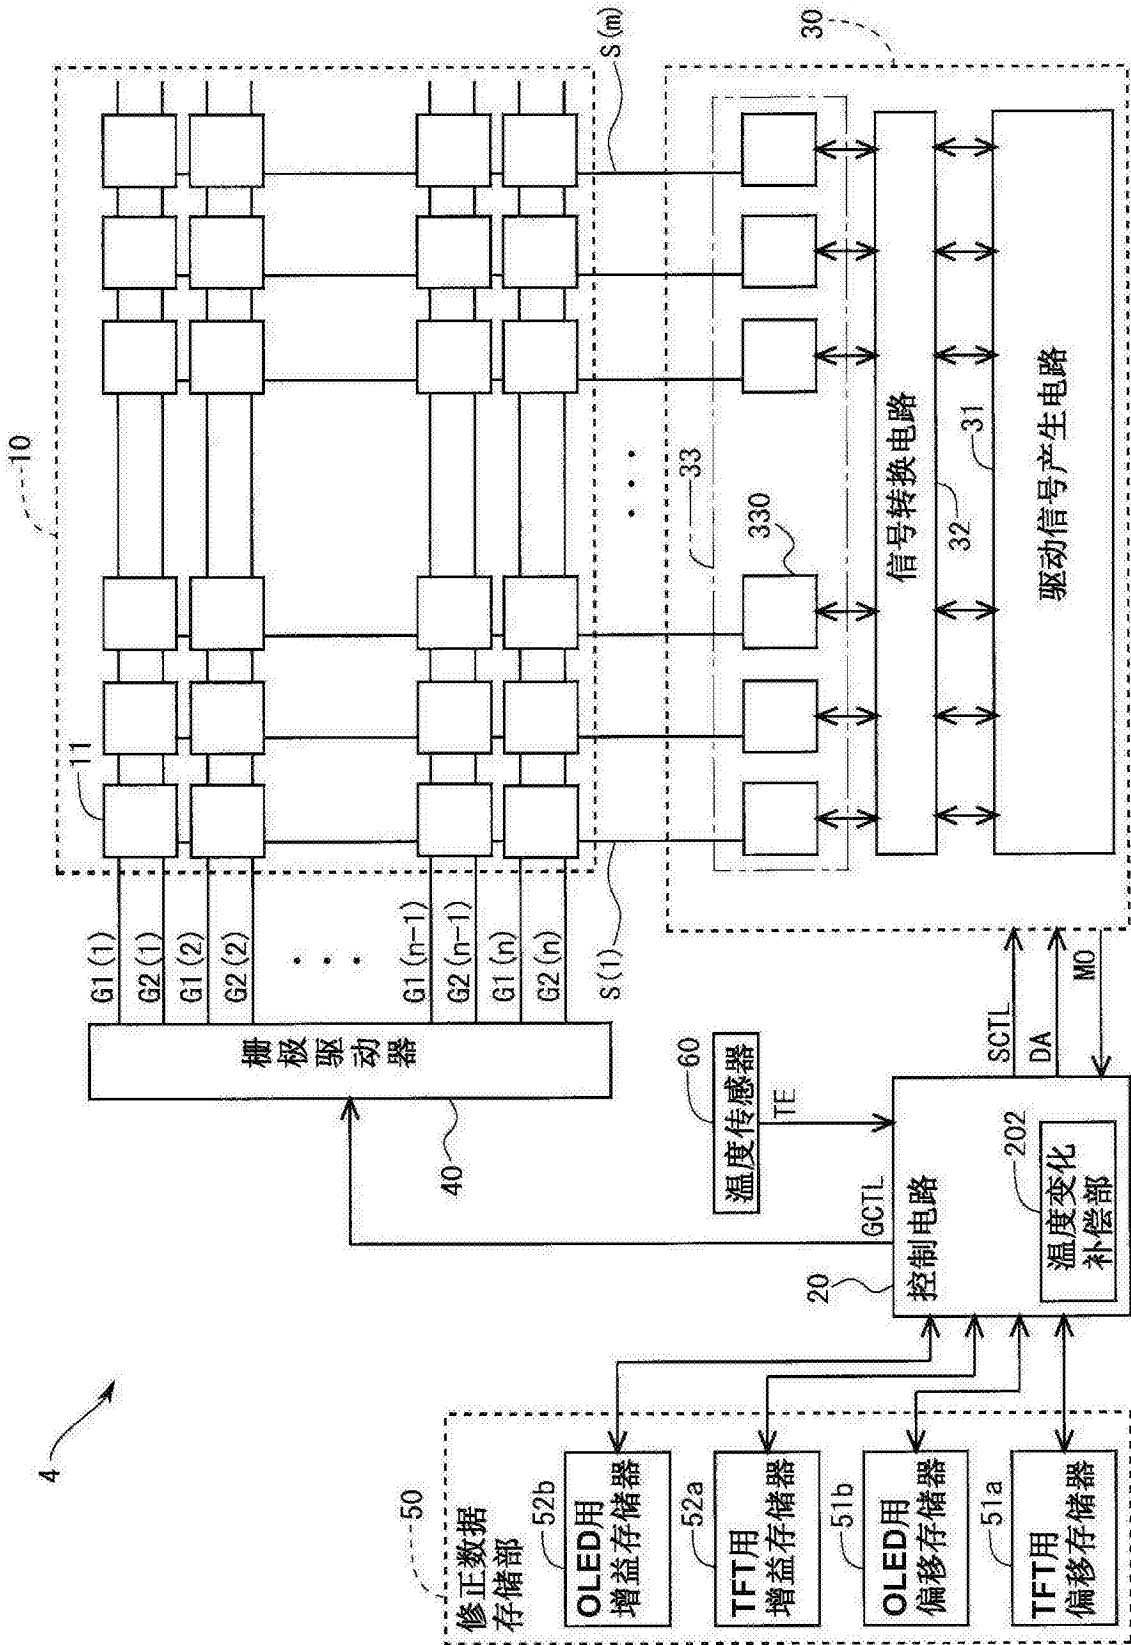 4
50
修正数据
存储部
52b
OLED用
增益存储器
52a
TFT用
增益存储器
51b
OLED用
偏移存储器
51a
TFT用
偏移存储器
20
控制电路
202
温度变化
补偿部
GCTL
60
温度传感器
TE
SCTL
DA
MO
40
栅极驱动器
G1(1)
G2(1)
G1(2)
G2(2)
G1(n-1)
G2(n-1)
G1(n)
G2(n)
S(1)
S(m)
10
11
30
33
330
信号转换电路
32
31
驱动信号产生电路